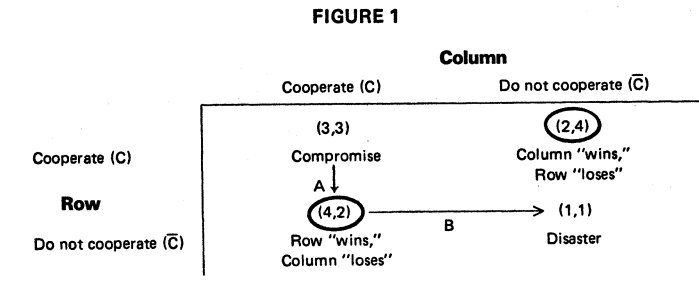 FIGURE 1
Column
Cooperate (C)
Do not cooperate (C̅)
(3,3)
(2,4)
Cooperate (C)
Compromise
Column "wins,"
Row "loses"
A
Row
(4,2)
B
(1,1)
Do not cooperate (C̅)
Row "wins,"
Column "loses"
Disaster